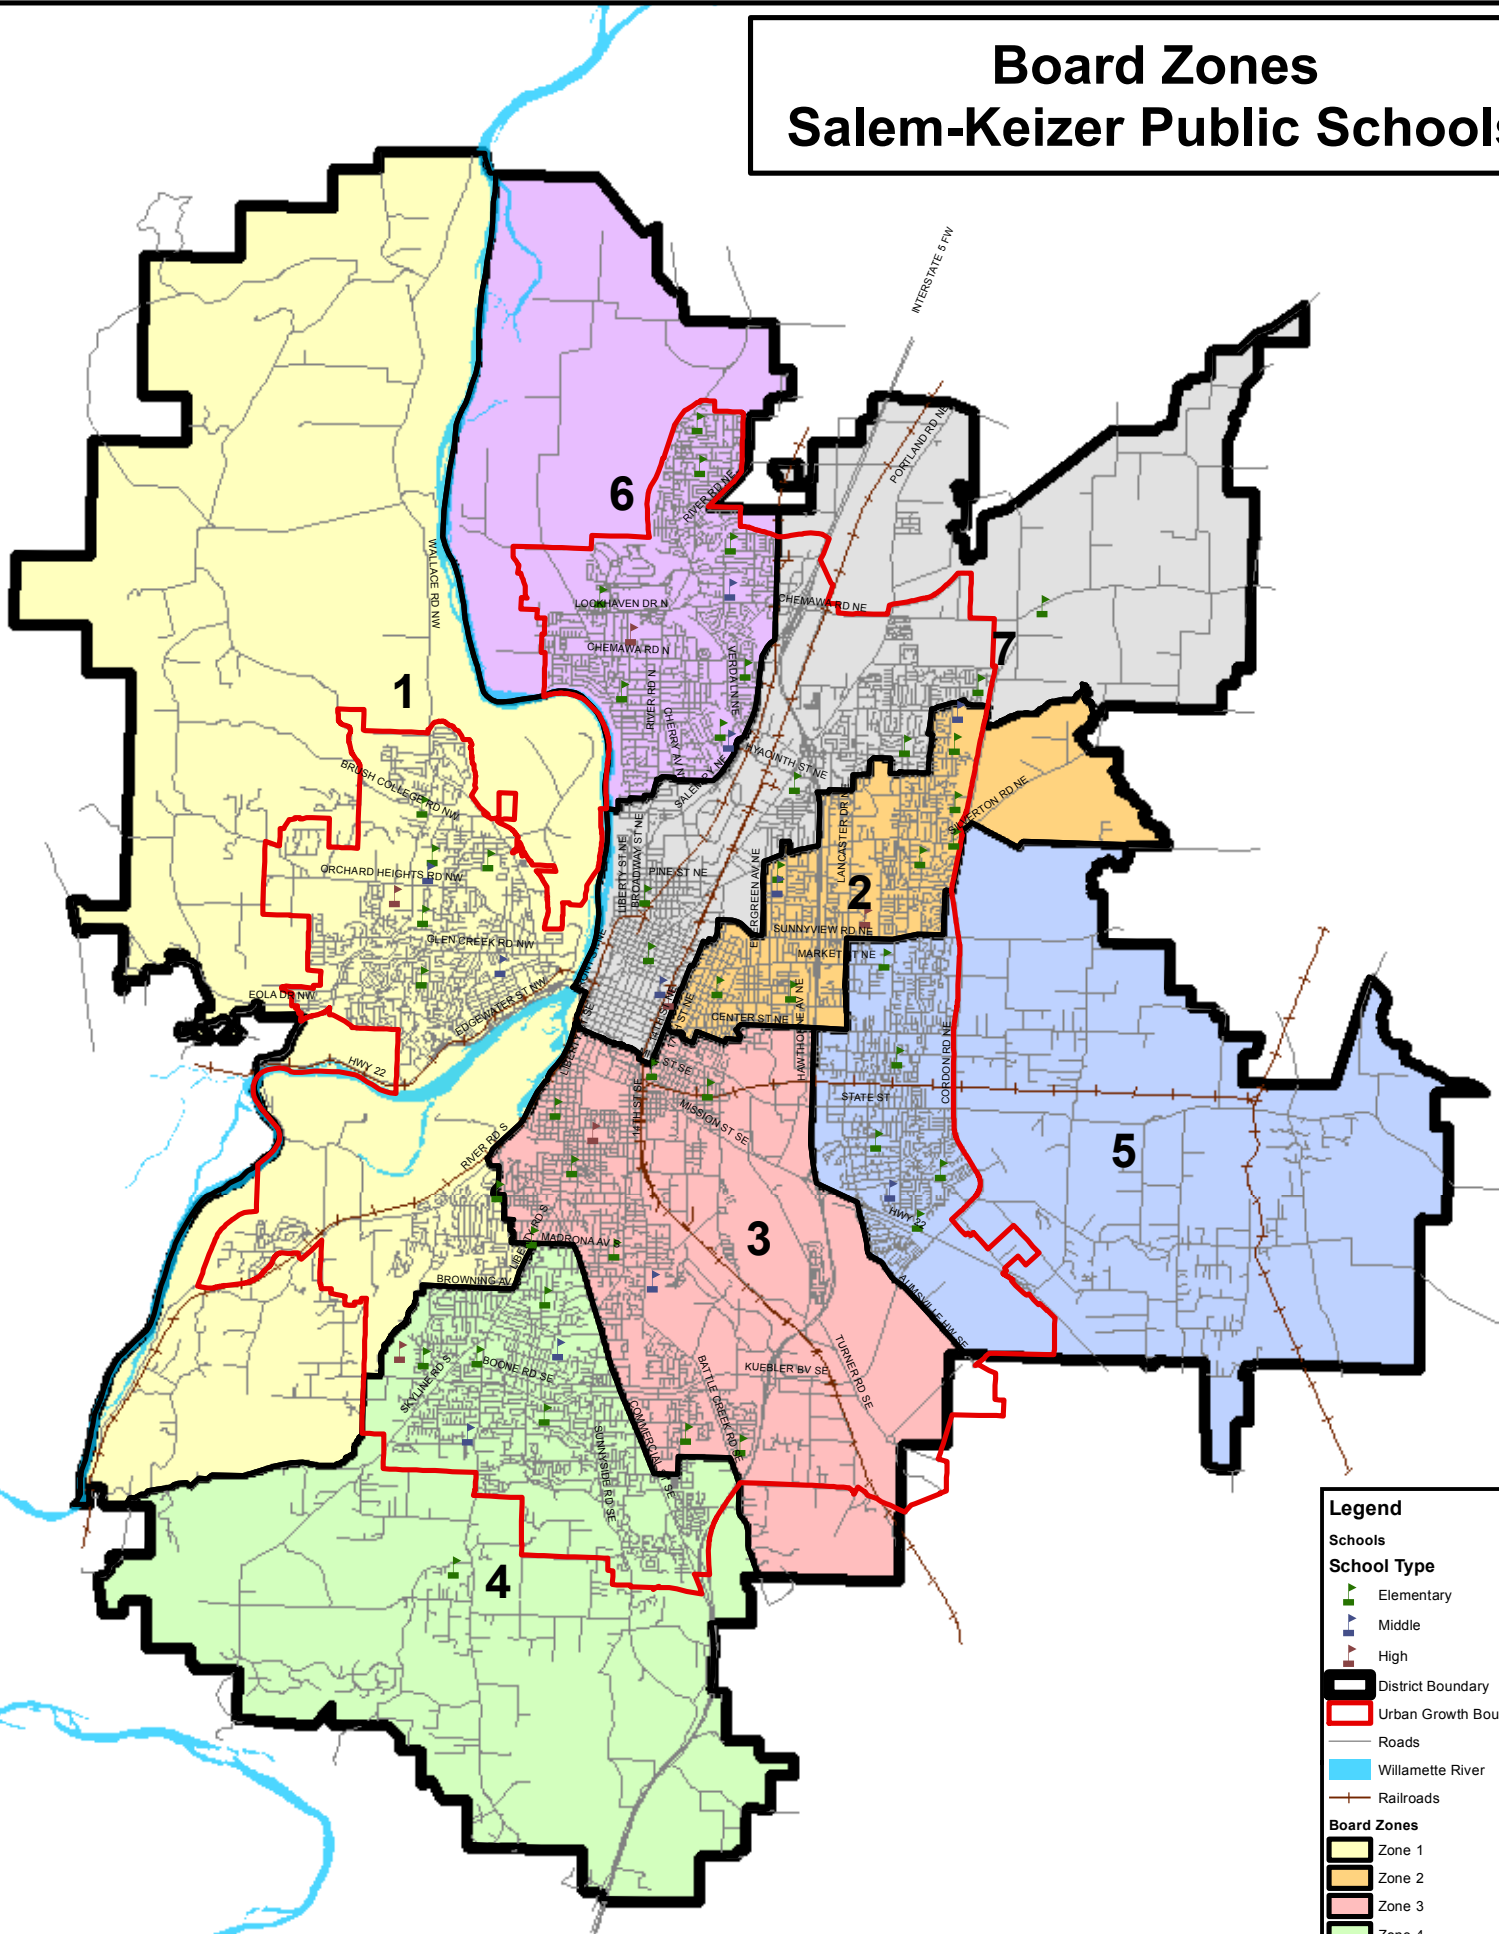 Board Zones
Salem-Keizer Public Schools
INTERSTATE 5 FW
PORTLAND RD NE
6
RIVER RD NE
WALLACE RD NW
LOCKHAVEN DR N
CHEMAWA RD NE
CHEMAWA RD N
7
VERDA LN NE
1
RIVER RD N
CHERRY AV N
HYACINTH ST NE
BRUSH COLLEGE RD NW
SILVERTON RD NE
LANCASTER DR N
LIBERTY ST NE
BROADWAY ST NE
ORCHARD HEIGHTS RD NW
PINE ST NE
EVERGREEN AV NE
2
SUNNYVIEW RD NE
GLEN CREEK RD NW
MARKET ST NE
EOLA DR NW
EDGEWATER ST NW
CENTER ST NE
HAWTHORNE AV NE
CORDON RD NE
HWY 22
STATE ST
14TH ST SE
MISSION ST SE
5
RIVER RD S
HWY 22
3
MADRONA AV S
BROWNING AV
AUMSVILLE HW SE
TURNER RD SE
BOONE RD SE
KUEBLER BV SE
SKYLINE RD S
BATTLE CREEK RD SE
COMMERCIAL ST SE
SUNNYSIDE RD SE
4
Legend
Schools
School Type
Elementary
Middle
High
District Boundary
Urban Growth Bou
Roads
Willamette River
Railroads
Board Zones
Zone 1
Zone 2
Zone 3
Zone 4